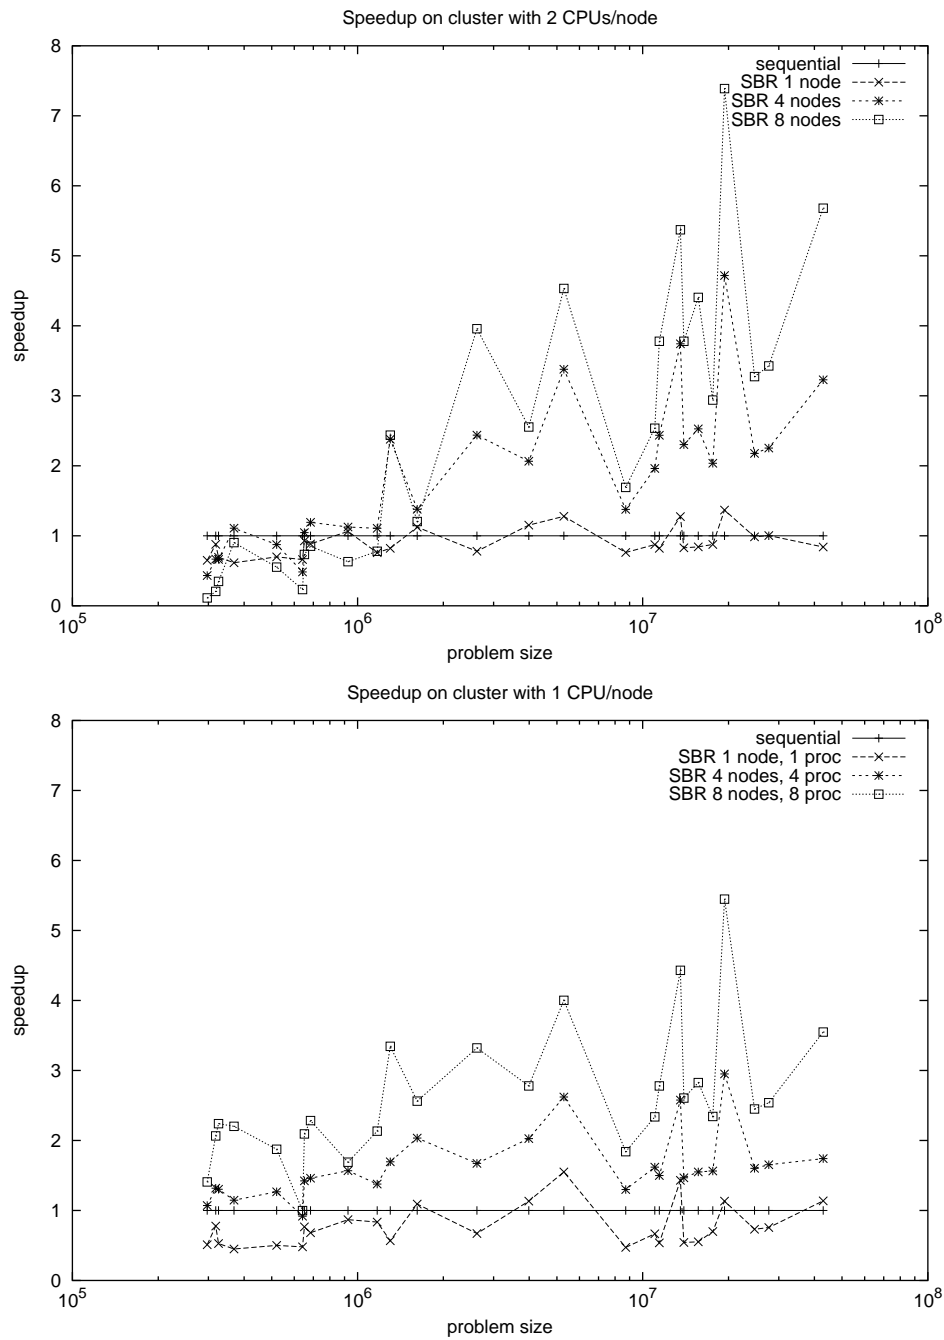 Speedup on cluster with 2 CPUs/node
8
7
6
5
4
3
2
1
0
speedup
sequential
SBR 1 node
SBR 4 nodes
SBR 8 nodes
10^5 10^6 10^7 10^8
problem size
Speedup on cluster with 1 CPU/node
8
7
6
5
4
3
2
1
0
speedup
sequential
SBR 1 node, 1 proc
SBR 4 nodes, 4 proc
SBR 8 nodes, 8 proc
10^5 10^6 10^7 10^8
problem size